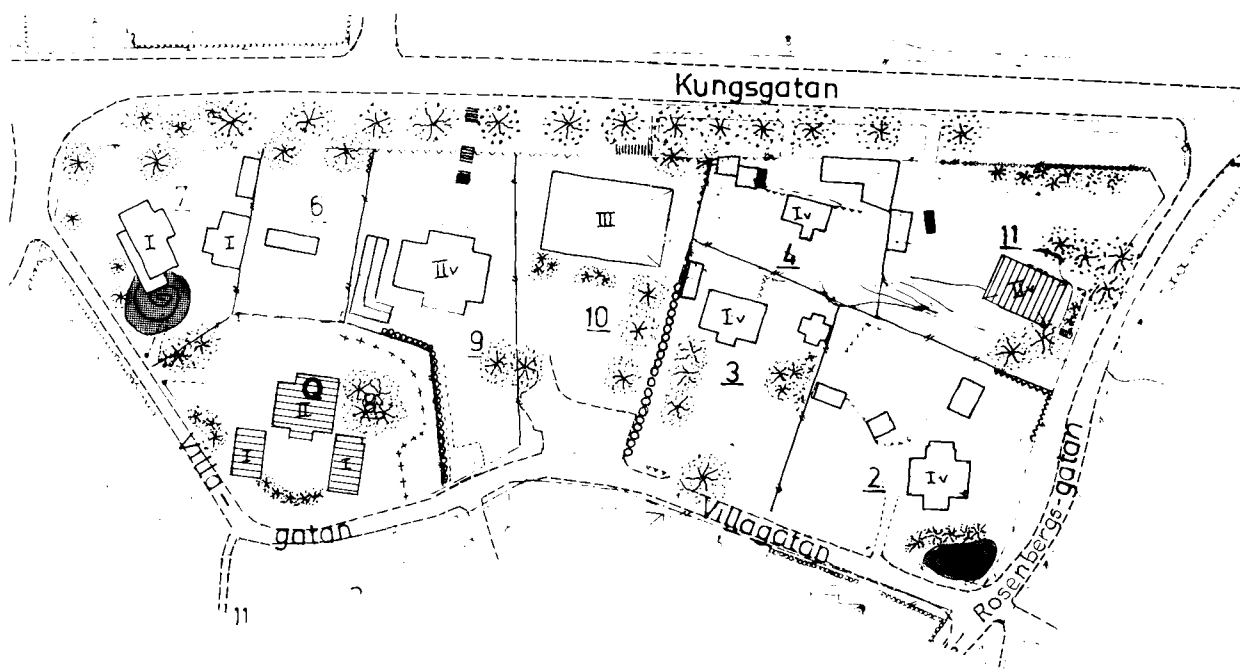 Kungsgatan
7
6
I
I
IIv
III
Iv
4
11
9
10
Iv
3
Q
II
I
I
2
Iv
Villa
gatan
Villagatan
Rosenbergs-gatan
11